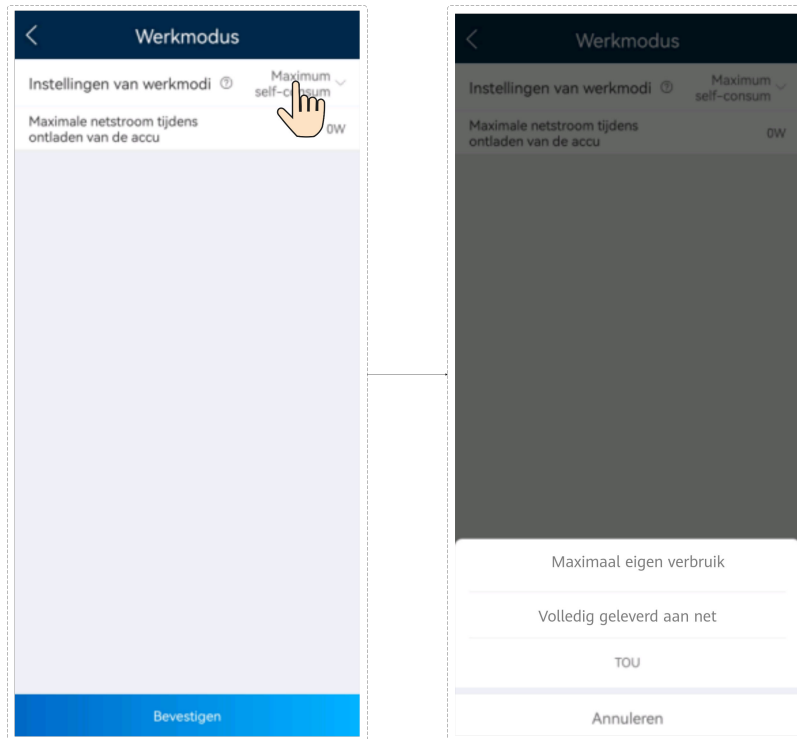 Werkmodus
Instellingen van werkmodi ?
Maximum
self-consum
Maximale netstroom tijdens
ontladen van de accu
0W
Bevestigen
Werkmodus
Instellingen van werkmodi ?
Maximum
self-consum
Maximale netstroom tijdens
ontladen van de accu
0W
Maximaal eigen verbruik
Volledig geleverd aan net
TOU
Annuleren